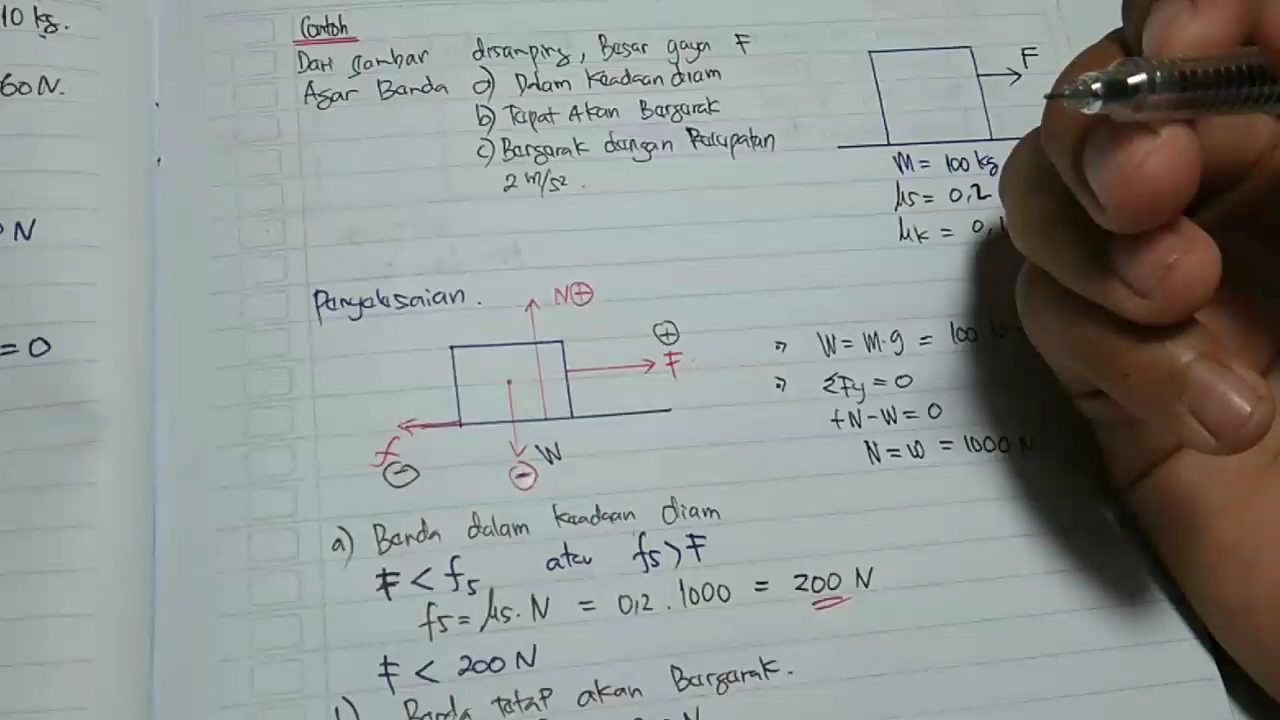 10 kg.
60 N.
N
= 0
Contoh
Dari gambar disamping, Besar gaya F
Agar Benda a) Dalam Keadaan diam
b) Tepat Akan Bergerak
c) Bergerak dengan Percepatan
2 m/s².
F
m = 100 kg
μs = 0,2
μk = 0,1
Penyelesaian.
N ⊕
⊕
F
f
⊖
W
⊖
⇒ W = m.g = 100.10
⇒ ΣFy = 0
+N-W = 0
N = W = 1000 N
a) Benda dalam keadaan diam
F < fs atau fs > F
fs = μs. N = 0,2 . 1000 = 200 N
F < 200 N
Benda tetap akan Bergerak.
N